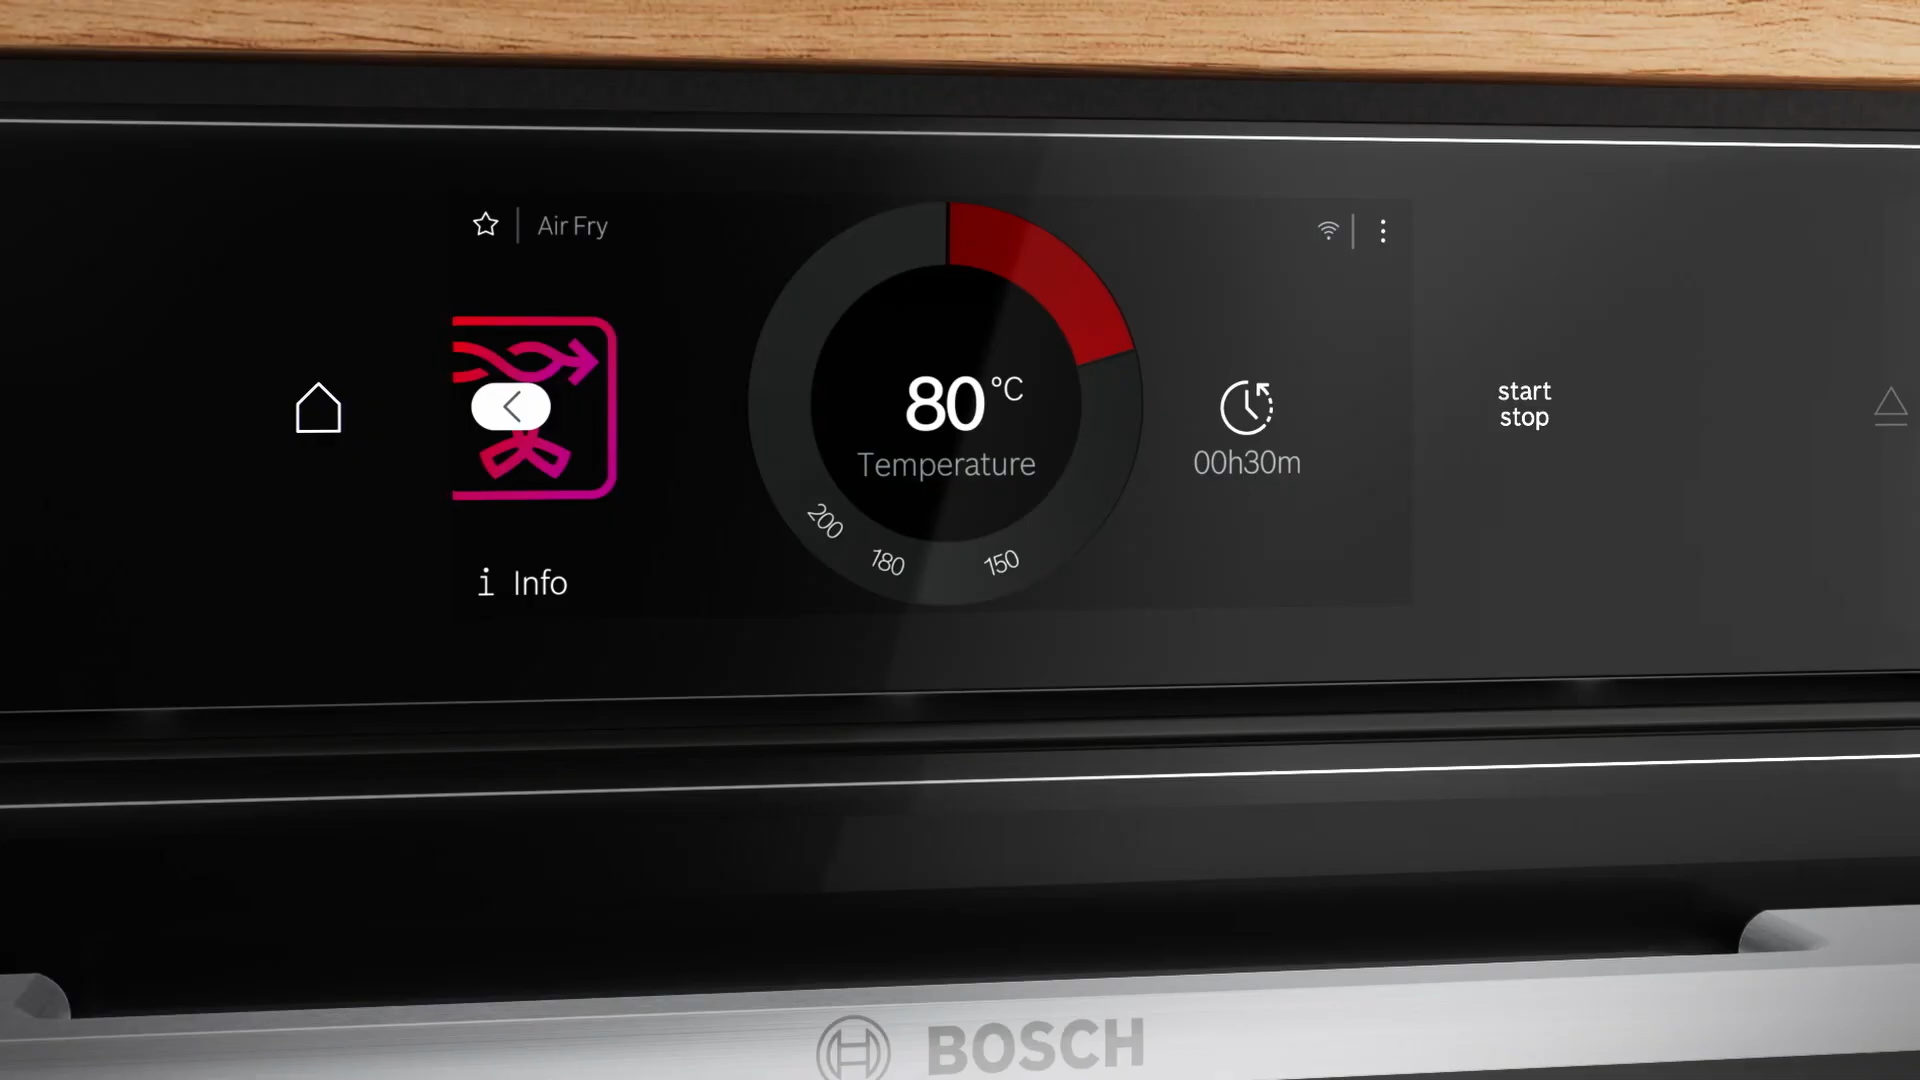 Air Fry
80 °C
Temperature
200
180
150
00h30m
start
stop
i Info
BOSCH